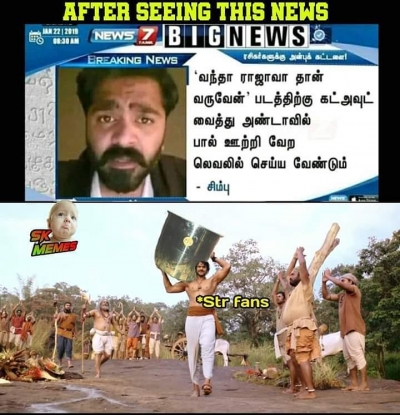 AFTER SEEING THIS NEWS
JAN 22 | 2019
08:30 AM
NEWS 7
TAMIL
BIG NEWS
BREAKING NEWS
ரசிகர்களுக்கு அன்புக் கட்டளை!
'வந்தா ராஜாவா தான்
வருவேன்' படத்திற்கு கட்அவுட்
வைத்து அண்டாவில்
பால் ஊற்றி வேற
லெவலில் செய்ய வேண்டும்
- சிம்பு
SK
MEMES
*Str fans